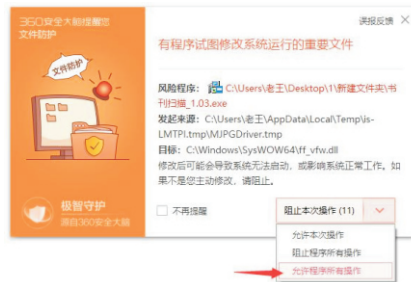 360安全大脑提醒您
文件防护
误报反馈
有程序试图修改系统运行的重要文件
文件防护
风险程序: C:\Users\老王\Desktop\1\新建文件夹\书
刊扫描_1.03.exe
发起来源: C:\Users\老王\AppData\Local\Temp\is-
LMTPI.tmp\MJPGDriver.tmp
目标: C:\Windows\SysWOW64\ff_vfw.dll
修改后可能会导致系统无法启动, 或影响系统正常工作。如
果不是您主动修改, 请阻止。
极智守护
源自360安全大脑
不再提醒
阻止本次操作 (11)
允许本次操作
阻止程序所有操作
允许程序所有操作